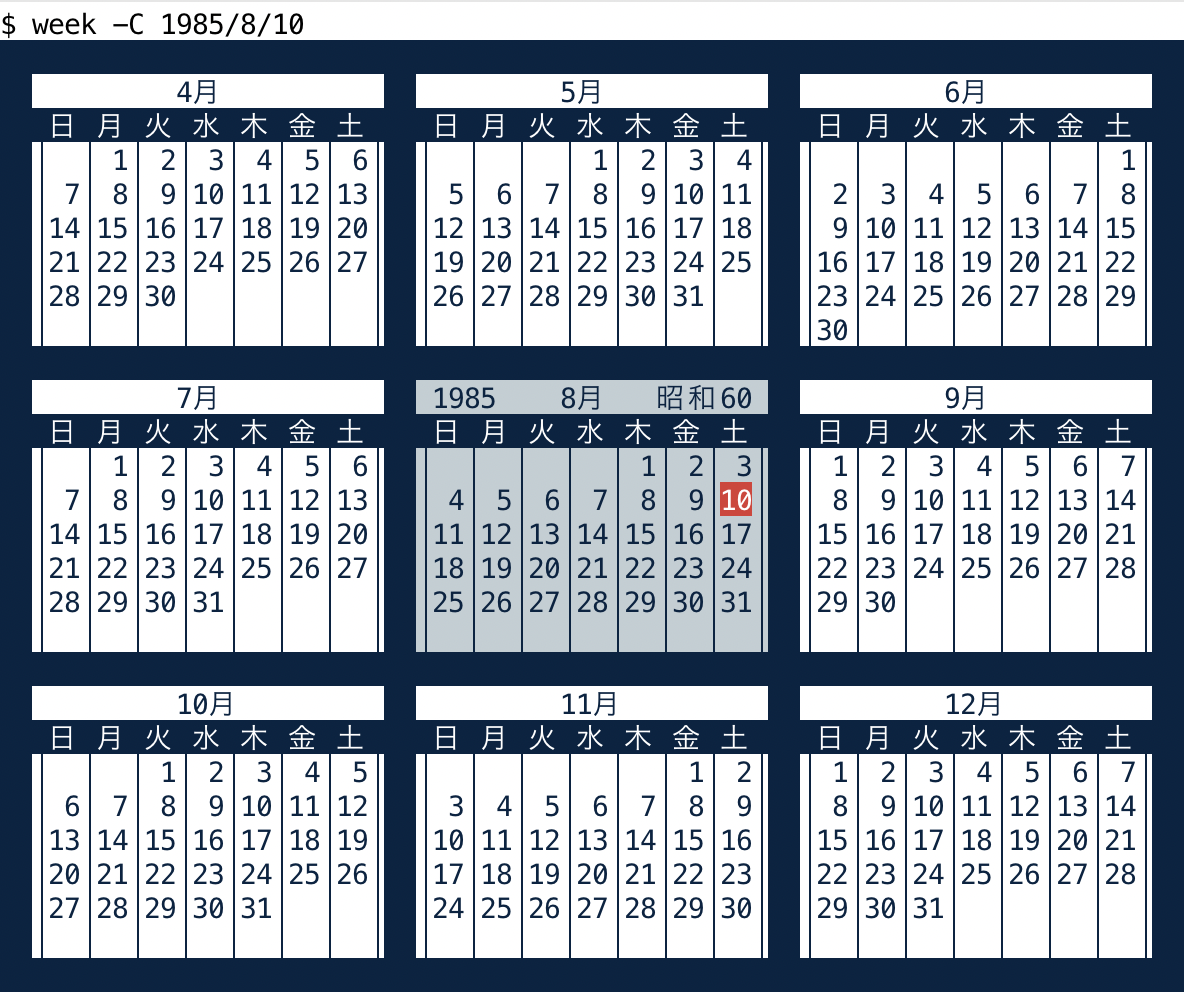 $ week -C 1985/8/10
4月 5月 6月
日 月 火 水 木 金 土 日 月 火 水 木 金 土 日 月 火 水 木 金 土
1 2 3 4 5 6 1 2 3 4 1
7 8 9 10 11 12 13 5 6 7 8 9 10 11 2 3 4 5 6 7 8
14 15 16 17 18 19 20 12 13 14 15 16 17 18 9 10 11 12 13 14 15
21 22 23 24 25 26 27 19 20 21 22 23 24 25 16 17 18 19 20 21 22
28 29 30 26 27 28 29 30 31 23 24 25 26 27 28 29
30
7月 1985 8月 昭和60 9月
日 月 火 水 木 金 土 日 月 火 水 木 金 土 日 月 火 水 木 金 土
1 2 3 4 5 6 1 2 3 1 2 3 4 5 6 7
7 8 9 10 11 12 13 4 5 6 7 8 9 10 8 9 10 11 12 13 14
14 15 16 17 18 19 20 11 12 13 14 15 16 17 15 16 17 18 19 20 21
21 22 23 24 25 26 27 18 19 20 21 22 23 24 22 23 24 25 26 27 28
28 29 30 31 25 26 27 28 29 30 31 29 30
10月 11月 12月
日 月 火 水 木 金 土 日 月 火 水 木 金 土 日 月 火 水 木 金 土
1 2 3 4 5 1 2 1 2 3 4 5 6 7
6 7 8 9 10 11 12 3 4 5 6 7 8 9 8 9 10 11 12 13 14
13 14 15 16 17 18 19 10 11 12 13 14 15 16 15 16 17 18 19 20 21
20 21 22 23 24 25 26 17 18 19 20 21 22 23 22 23 24 25 26 27 28
27 28 29 30 31 24 25 26 27 28 29 30 29 30 31